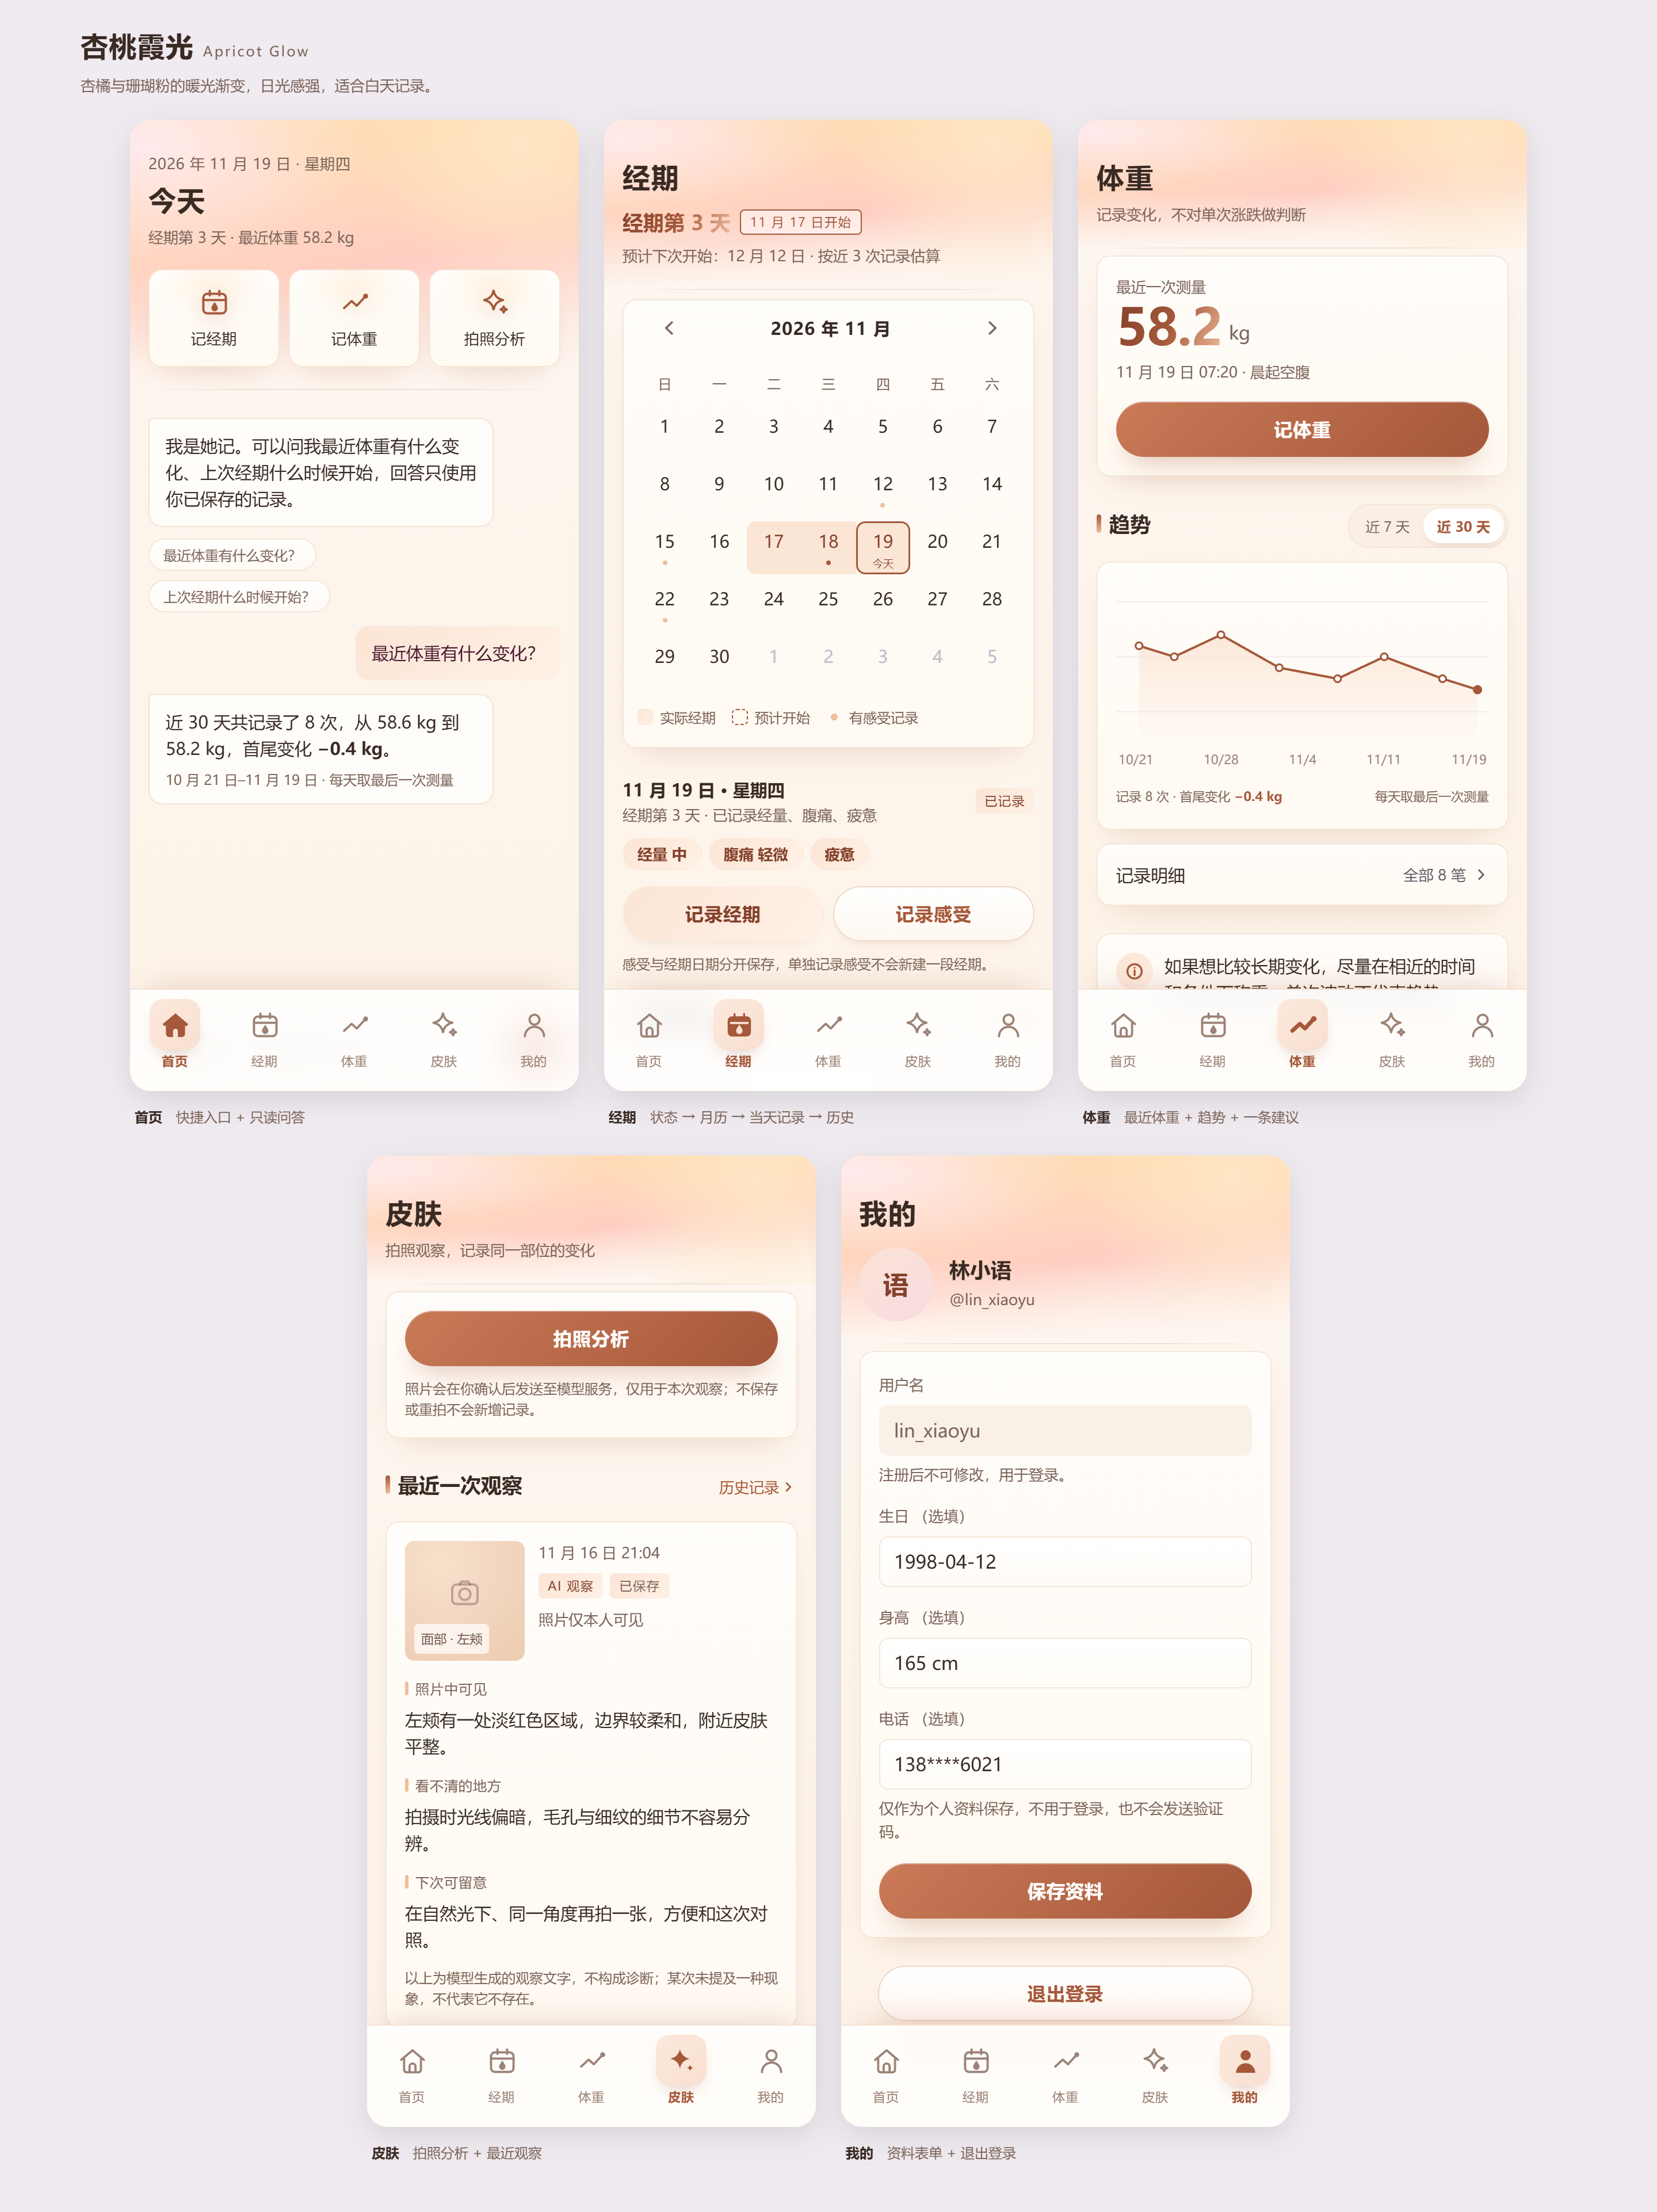 杏桃霞光 Apricot Glow
杏橘与珊瑚粉的暖光渐变，日光感强，适合白天记录。
2026 年 11 月 19 日 · 星期四
今天
经期第 3 天 · 最近体重 58.2 kg
记经期
记体重
拍照分析
我是她记。可以问我最近体重有什么变
化、上次经期什么时候开始，回答只使用
你已保存的记录。
最近体重有什么变化？
上次经期什么时候开始？
最近体重有什么变化？
近 30 天共记录了 8 次，从 58.6 kg 到
58.2 kg，首尾变化 −0.4 kg。
10 月 21 日–11 月 19 日 · 每天取最后一次测量
首页 经期 体重 皮肤 我的
首页 快捷入口 + 只读问答
经期
经期第 3 天 11 月 17 日开始
预计下次开始：12 月 12 日 · 按近 3 次记录估算
2026 年 11 月
日 一 二 三 四 五 六
1 2 3 4 5 6 7
8 9 10 11 12 13 14
15 16 17 18 19 20 21
今天
22 23 24 25 26 27 28
29 30 1 2 3 4 5
实际经期 预计开始 有感受记录
11 月 19 日 • 星期四
已记录
经期第 3 天 · 已记录经量、腹痛、疲惫
经量 中 腹痛 轻微 疲惫
记录经期 记录感受
感受与经期日期分开保存，单独记录感受不会新建一段经期。
首页 经期 体重 皮肤 我的
经期 状态 → 月历 → 当天记录 → 历史
体重
记录变化，不对单次涨跌做判断
最近一次测量
58.2 kg
11 月 19 日 07:20 · 晨起空腹
记体重
趋势 近 7 天 近 30 天
10/21 10/28 11/4 11/11 11/19
记录 8 次 · 首尾变化 −0.4 kg 每天取最后一次测量
记录明细 全部 8 笔
如果想比较长期变化，尽量在相近的时间
首页 经期 体重 皮肤 我的
体重 最近体重 + 趋势 + 一条建议
皮肤
拍照观察，记录同一部位的变化
拍照分析
照片会在你确认后发送至模型服务，仅用于本次观察；不保存
或重拍不会新增记录。
最近一次观察 历史记录
面部 · 左颊
11 月 16 日 21:04
AI 观察 已保存
照片仅本人可见
照片中可见
左颊有一处淡红色区域，边界较柔和，附近皮肤
平整。
看不清的地方
拍摄时光线偏暗，毛孔与细纹的细节不容易分
辨。
下次可留意
在自然光下、同一角度再拍一张，方便和这次对
照。
以上为模型生成的观察文字，不构成诊断；某次未提及一种现
象，不代表它不存在。
首页 经期 体重 皮肤 我的
皮肤 拍照分析 + 最近观察
我的
语
林小语
@lin_xiaoyu
用户名
lin_xiaoyu
注册后不可修改，用于登录。
生日 （选填）
1998-04-12
身高 （选填）
165 cm
电话 （选填）
138****6021
仅作为个人资料保存，不用于登录，也不会发送验证
码。
保存资料
退出登录
首页 经期 体重 皮肤 我的
我的 资料表单 + 退出登录